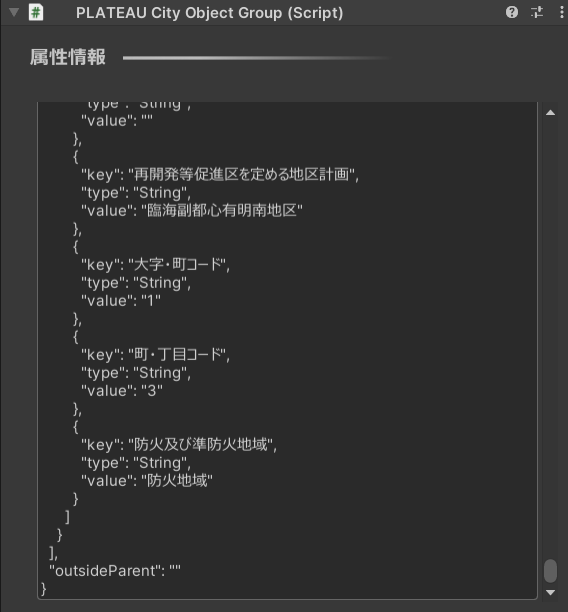 PLATEAU City Object Group (Script)
属性情報
"type": "String",
"value": ""
},
{
"key": "再開発等促進区を定める地区計画",
"type": "String",
"value": "臨海副都心有明南地区"
},
{
"key": "大字・町コード",
"type": "String",
"value": "1"
},
{
"key": "町・丁目コード",
"type": "String",
"value": "3"
},
{
"key": "防火及び準防火地域",
"type": "String",
"value": "防火地域"
}
]
}
],
"outsideParent": ""
}